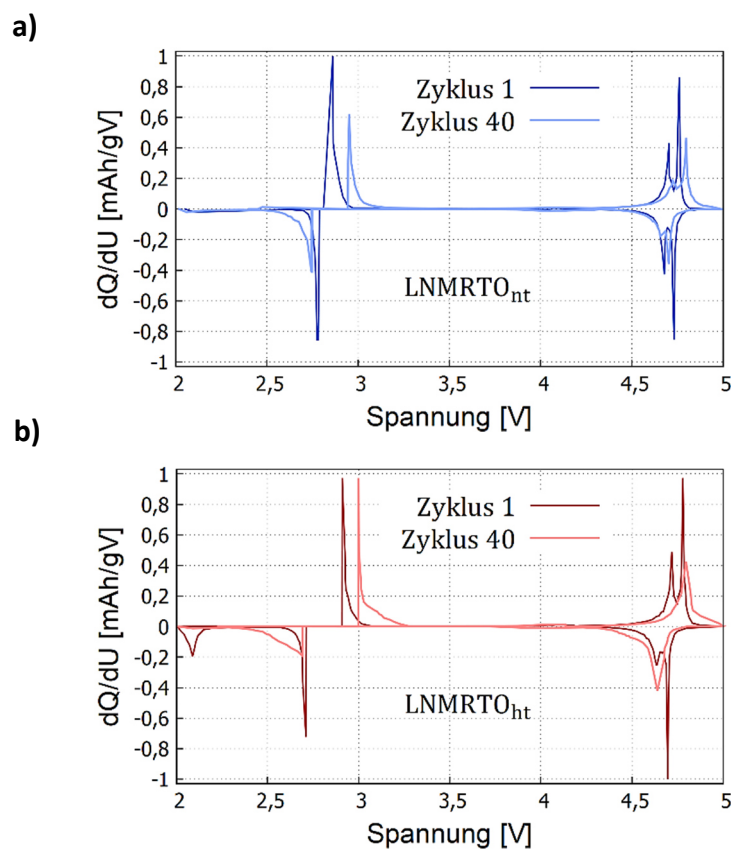 a)
dQ/dU [mAh/gV]
1
0,8
0,6
0,4
0,2
0
-0,2
-0,4
-0,6
-0,8
-1
Zyklus 1
Zyklus 40
LNMRTOnt
2 2,5 3 3,5 4 4,5 5
Spannung [V]
b)
dQ/dU [mAh/gV]
1
0,8
0,6
0,4
0,2
0
-0,2
-0,4
-0,6
-0,8
-1
Zyklus 1
Zyklus 40
LNMRTOht
2 2,5 3 3,5 4 4,5 5
Spannung [V]